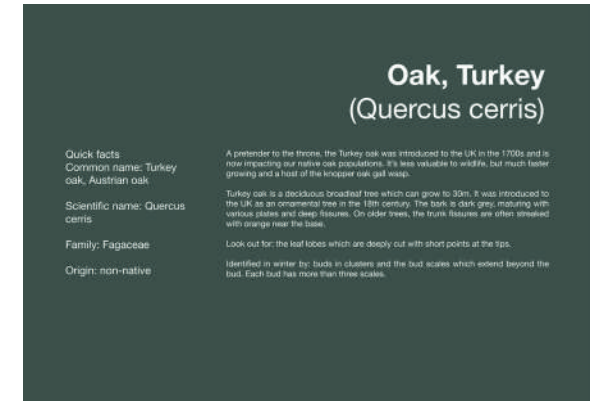 Oak, Turkey
(Quercus cerris)
Quick facts
Common name: Turkey
oak, Austrian oak
Scientific name: Quercus
cerris
Family: Fagaceae
Origin: non-native
A pretender to the throne, the Turkey oak was introduced to the UK in the 1700s and is
now impacting our native oak populations. It's less valuable to wildlife, but much faster
growing and a host of the knopper oak gall wasp.
Turkey oak is a deciduous broadleaf tree which can grow to 30m. It was introduced to
the UK as an ornamental tree in the 18th century. The bark is dark grey, maturing with
various plates and deep fissures. On older trees, the trunk fissures are often streaked
with orange near the base.
Look out for: the leaf lobes which are deeply cut with short points at the tips.
Identified in winter by: buds in clusters and the bud scales which extend beyond the
bud. Each bud has more than three scales.